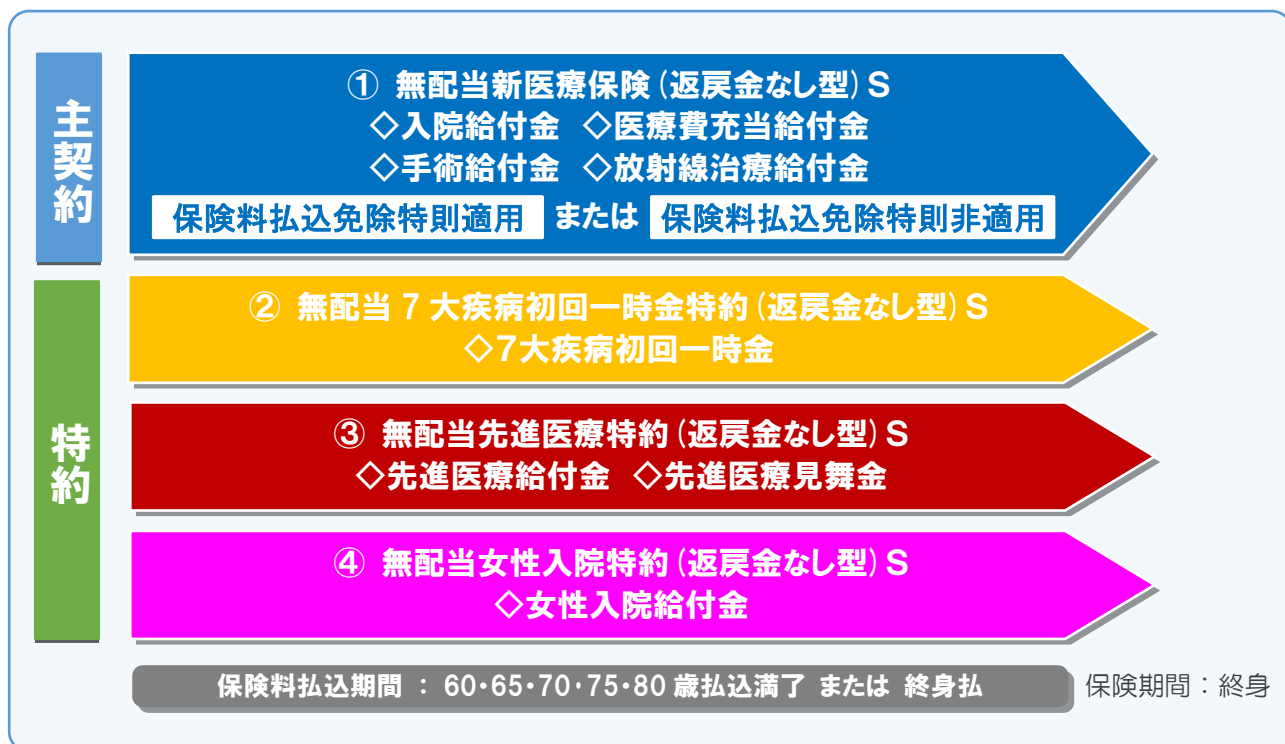 主契約
① 無配当新医療保険(返戻金なし型)S
◇入院給付金 ◇医療費充当給付金
◇手術給付金 ◇放射線治療給付金
保険料払込免除特則適用 または 保険料払込免除特則非適用
特約
② 無配当7大疾病初回一時金特約(返戻金なし型)S
◇7大疾病初回一時金
③ 無配当先進医療特約(返戻金なし型)S
◇先進医療給付金 ◇先進医療見舞金
④ 無配当女性入院特約(返戻金なし型)S
◇女性入院給付金
保険料払込期間 : 60・65・70・75・80歳払込満了 または 終身払
保険期間:終身